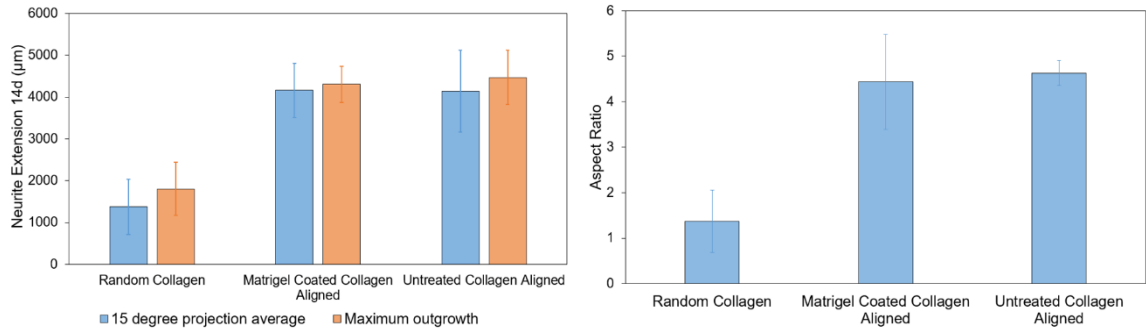 Neurite Extension 14d (µm)
6000
5000
4000
3000
2000
1000
0
Random Collagen
Matrigel Coated Collagen
Aligned
Untreated Collagen Aligned
15 degree projection average
Maximum outgrowth
Aspect Ratio
6
5
4
3
2
1
0
Random Collagen
Matrigel Coated Collagen
Aligned
Untreated Collagen
Aligned